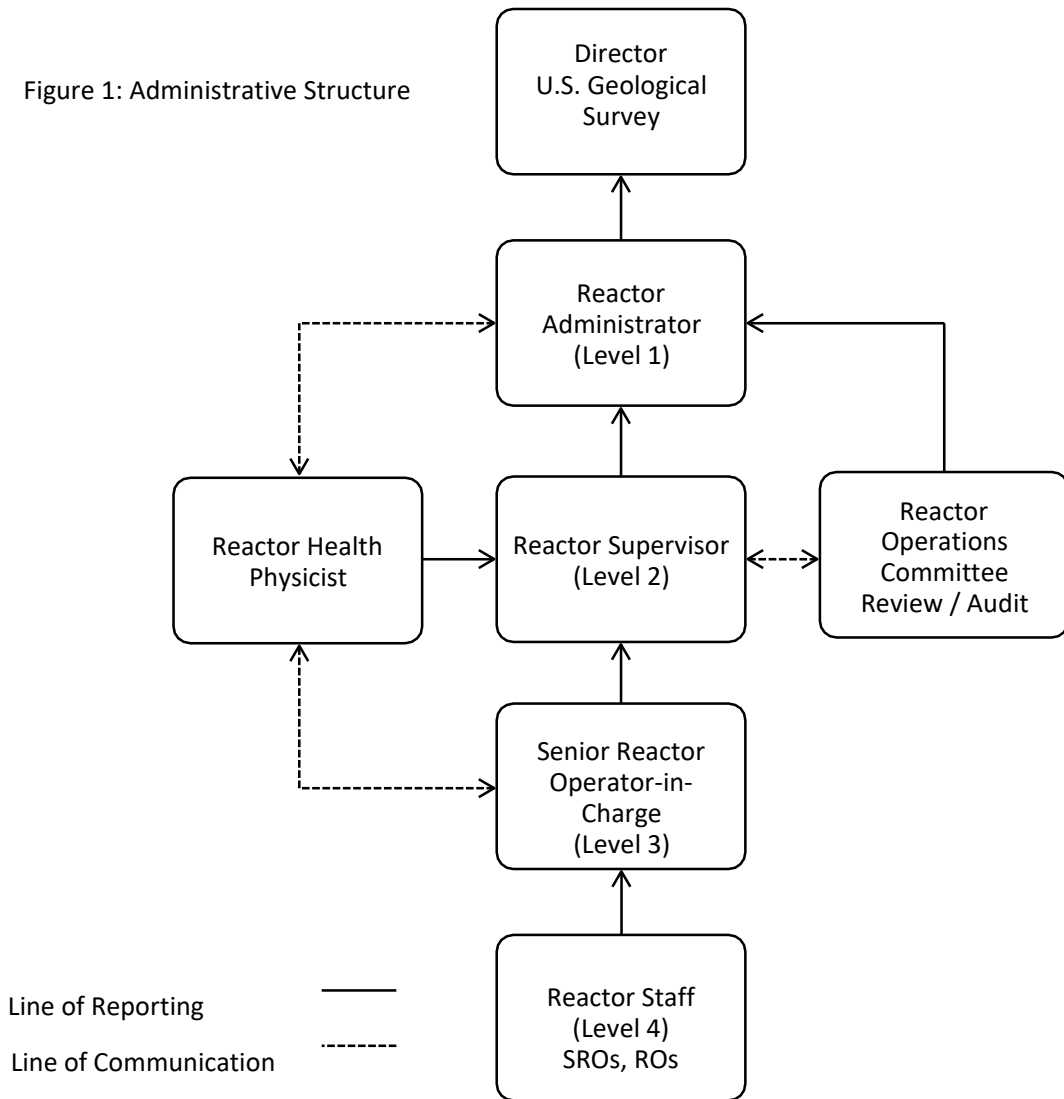 Director
U.S. Geological
Survey
Figure 1: Administrative Structure
Reactor
Administrator
(Level 1)
Reactor Health
Physicist
Reactor Supervisor
(Level 2)
Reactor
Operations
Committee
Review / Audit
Senior Reactor
Operator-in-
Charge
(Level 3)
Reactor Staff
(Level 4)
SROs, ROs
Line of Reporting
Line of Communication